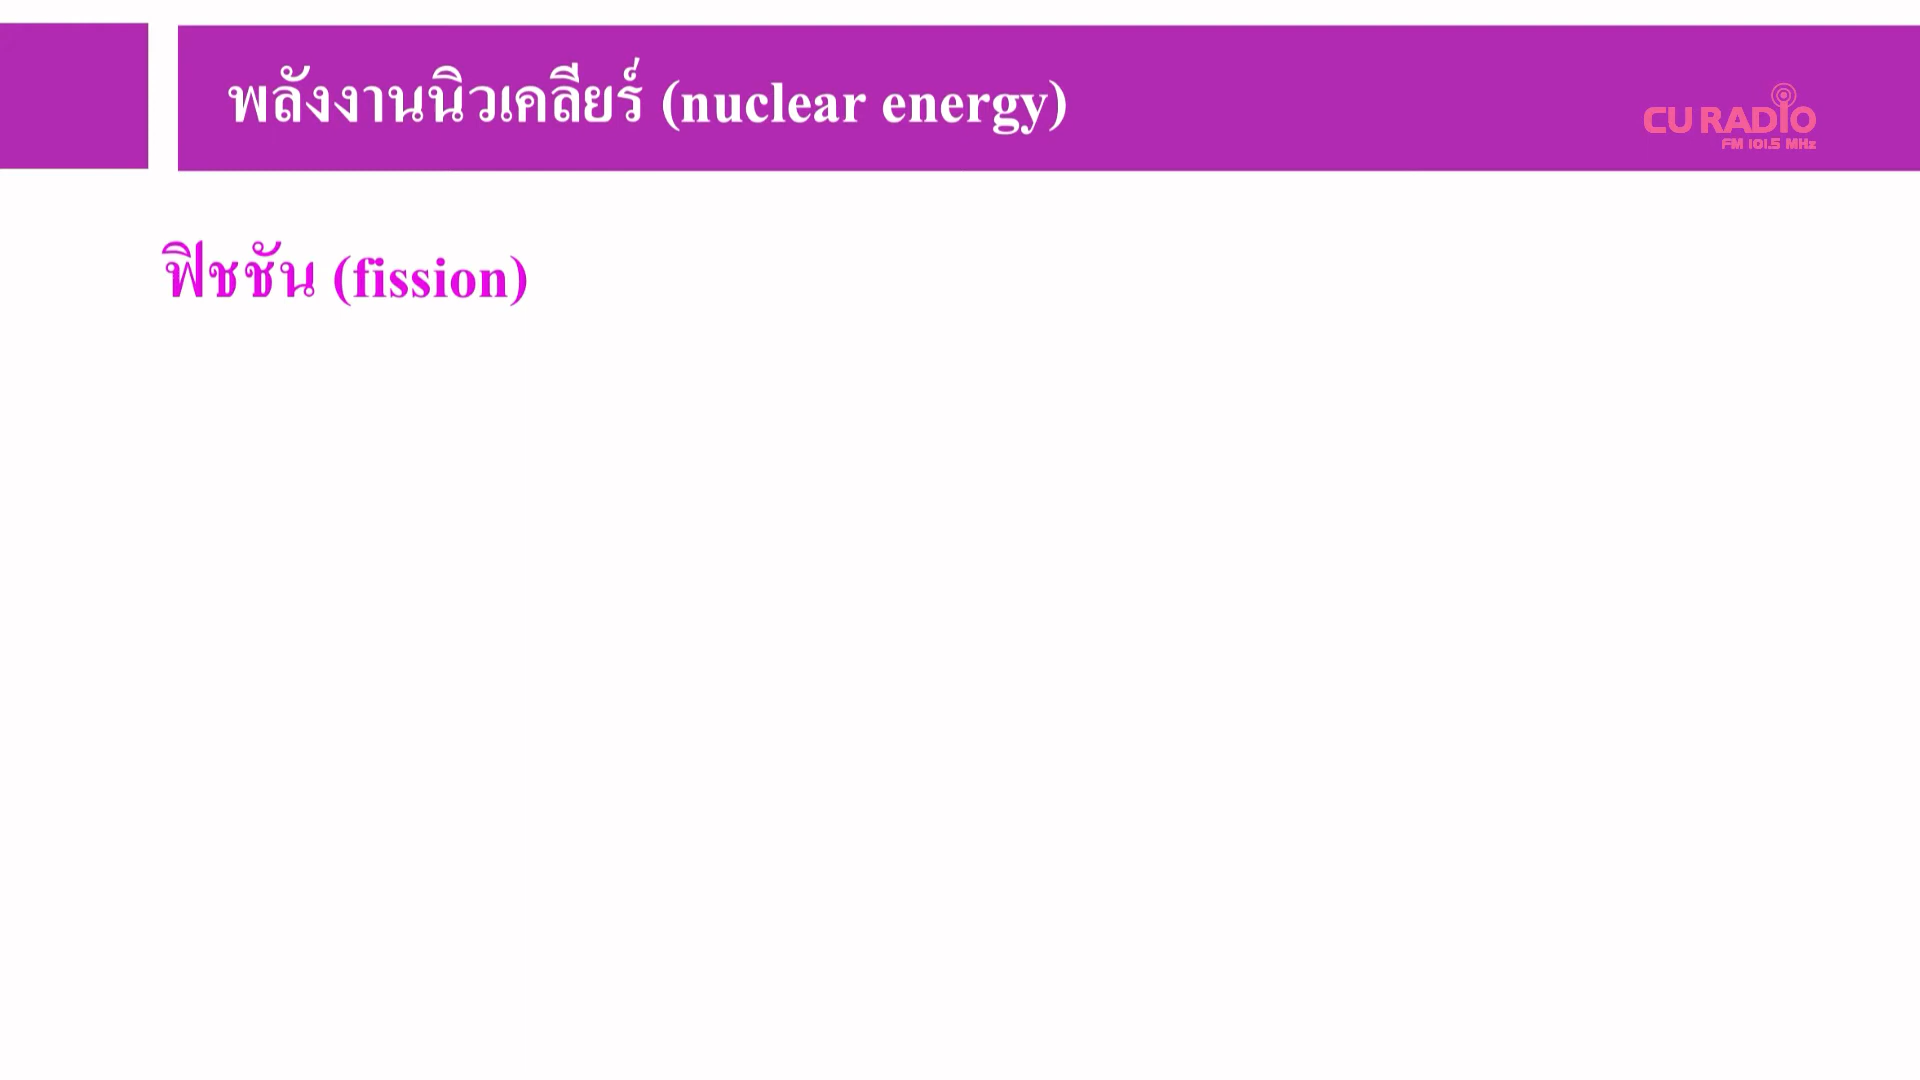 พลังงานนิวเคลียร์ (nuclear energy)
CU RADIO
FM 101.5 MHz
ฟิชชัน (fission)